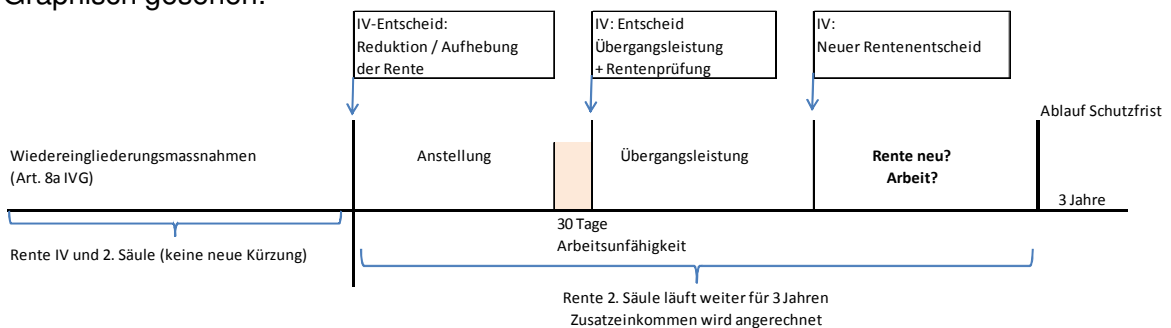 Graphisch gesehen:
IV-Entscheid:
Reduktion / Aufhebung
der Rente
IV: Entscheid
Übergangsleistung
+ Rentenprüfung
IV:
Neuer Rentenentscheid
Ablauf Schutzfrist
Wiedereingliederungsmassnahmen
(Art. 8a IVG)
Anstellung
Übergangsleistung
Rente neu?
Arbeit?
3 Jahre
30 Tage
Arbeitsunfähigkeit
Rente IV und 2. Säule (keine neue Kürzung)
Rente 2. Säule läuft weiter für 3 Jahren
Zusatzeinkommen wird angerechnet